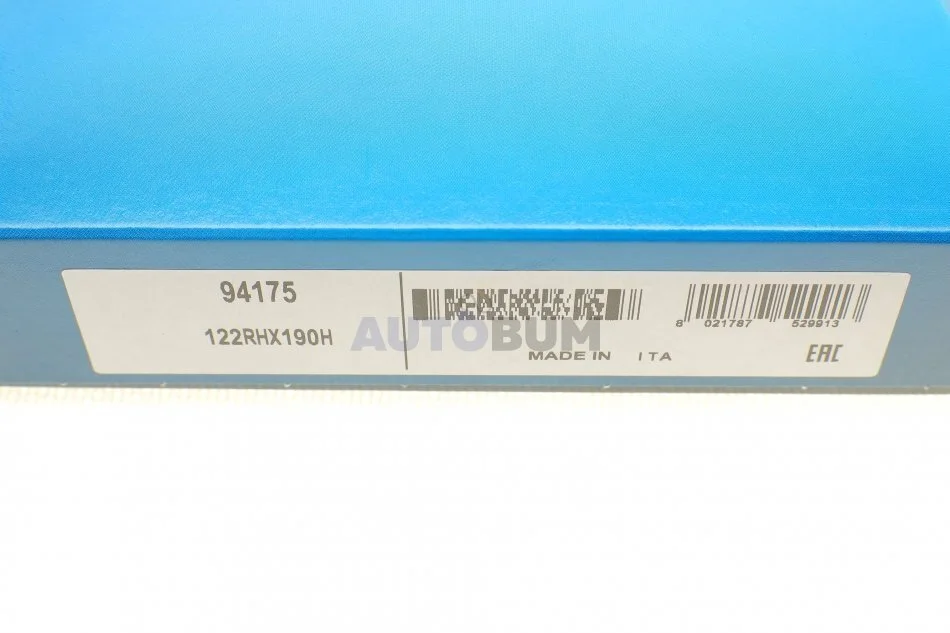 94175
122RHX190H
AUTOBUM
8 021787 529913
MADE IN ITA
EAC